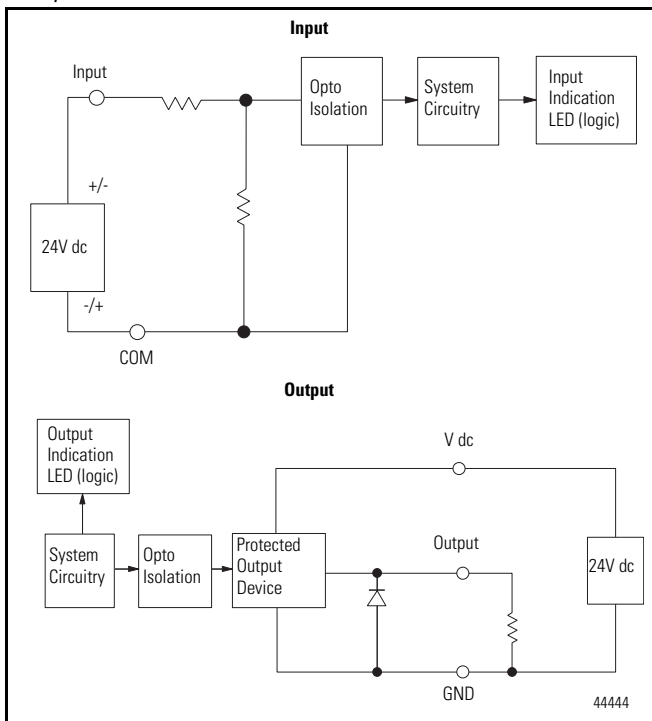 Input
Input
Opto
Isolation
System
Circuitry
Input
Indication
LED (logic)
+/-
24V dc
-/+
COM
Output
Output
Indication
LED (logic)
V dc
System
Circuitry
Opto
Isolation
Protected
Output
Device
Output
24V dc
GND
44444